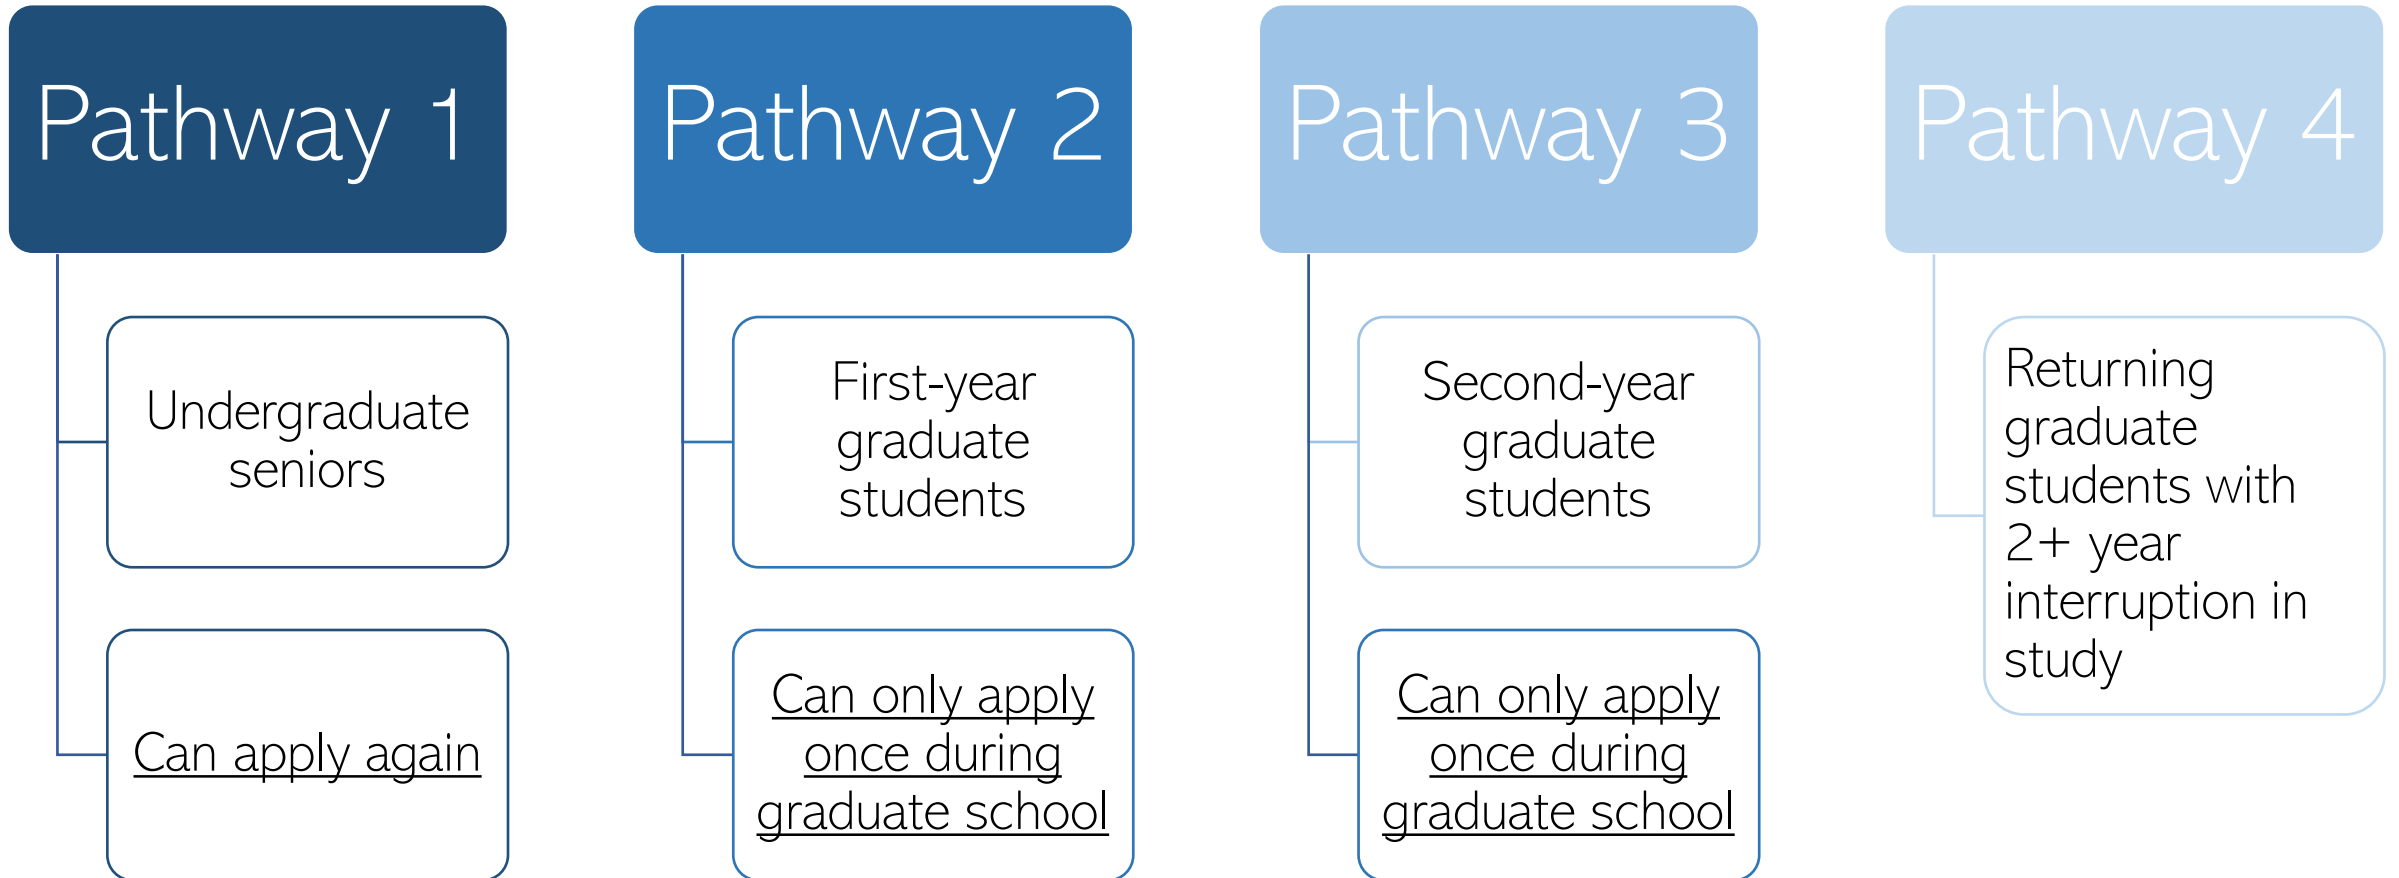 Pathway 1
Undergraduate
seniors
Can apply again
Pathway 2
First-year
graduate
students
Can only apply
once during
graduate school
Pathway 3
Second-year
graduate
students
Can only apply
once during
graduate school
Pathway 4
Returning
graduate
students with
2+ year
interruption in
study